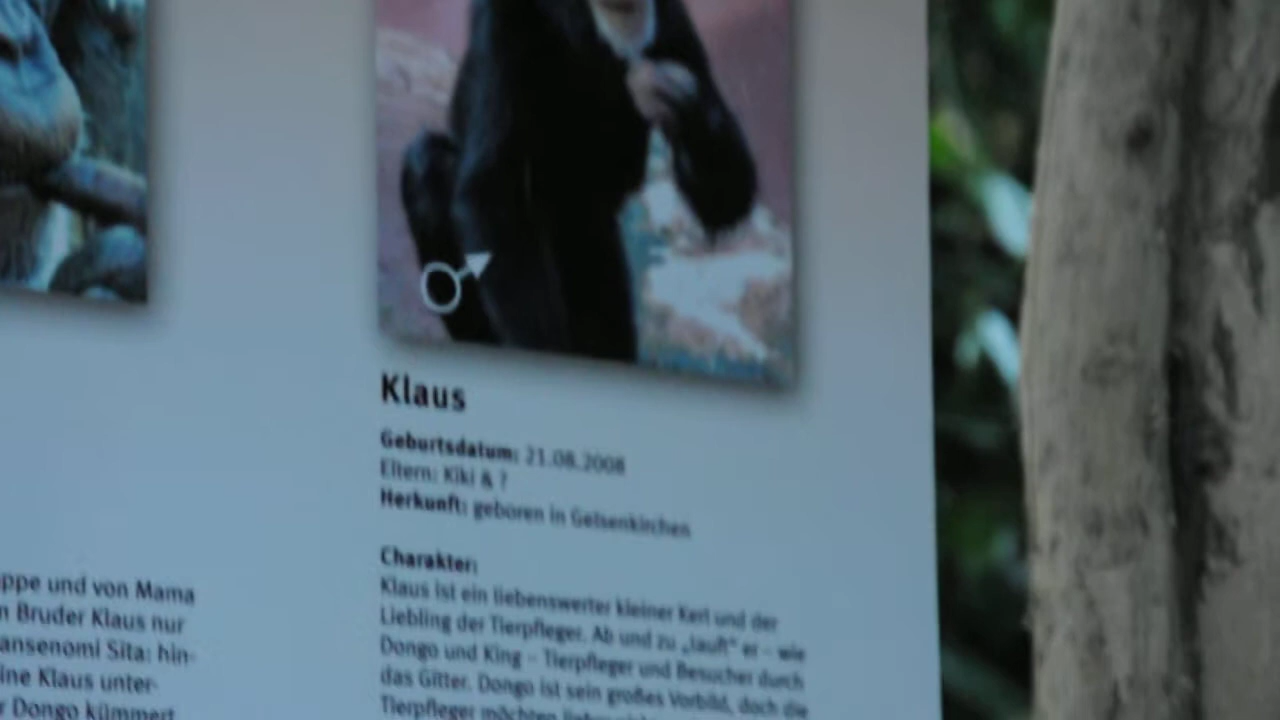 Klaus
Geburtsdatum: 21.08.2008
Eltern: Kiki & ?
Herkunft: geboren in Gelsenkirchen
Charakter:
Klaus ist ein liebenswerter kleiner Kerl und der
Liebling der Tierpfleger. Ab und zu „laust“ er – wie
Dongo und King – Tierpfleger und Besucher durch
das Gitter. Dongo ist sein großes Vorbild, doch die
Tierpfleger möchten
ppe und von Mama
n Bruder Klaus nur
ansenomi Sita: hin-
ine Klaus unter-
r Dongo kümmert